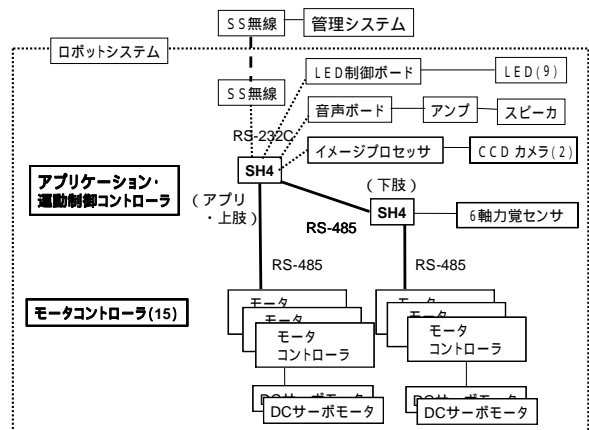 SS無線
管理システム
ロボットシステム
SS無線
LED制御ボード
LED(9)
音声ボード
アンプ
スピーカ
RS-232C
イメージプロセッサ
CCDカメラ(2)
SH4
アプリケーション・
運動制御コントローラ
(アプリ
・上肢)
(下肢)
SH4
6軸力覚センサ
RS-485
RS-485
RS-485
モータコントローラ(15)
モータ
モータ
モータ
コントローラ
モータ
モータ
モータ
コントローラ
DCサーボモータ
DCサーボモータ
DCサーボモータ
DCサーボモータ